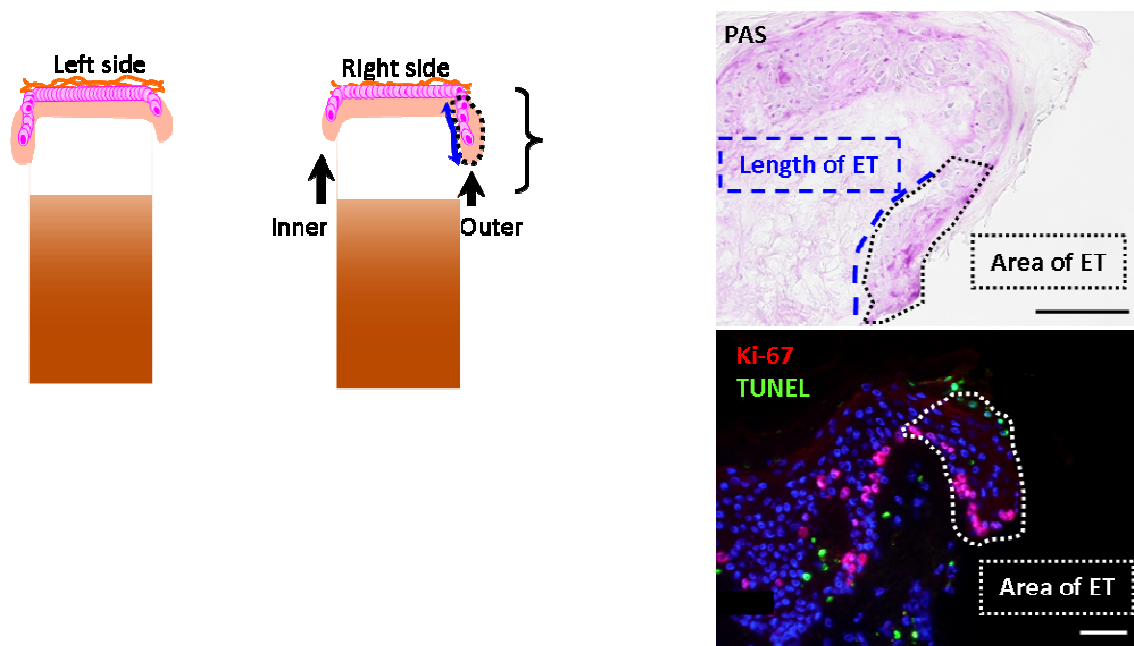 Left side
Right side
Inner
Outer
PAS
Length of ET
Area of ET
Ki-67
TUNEL
Area of ET